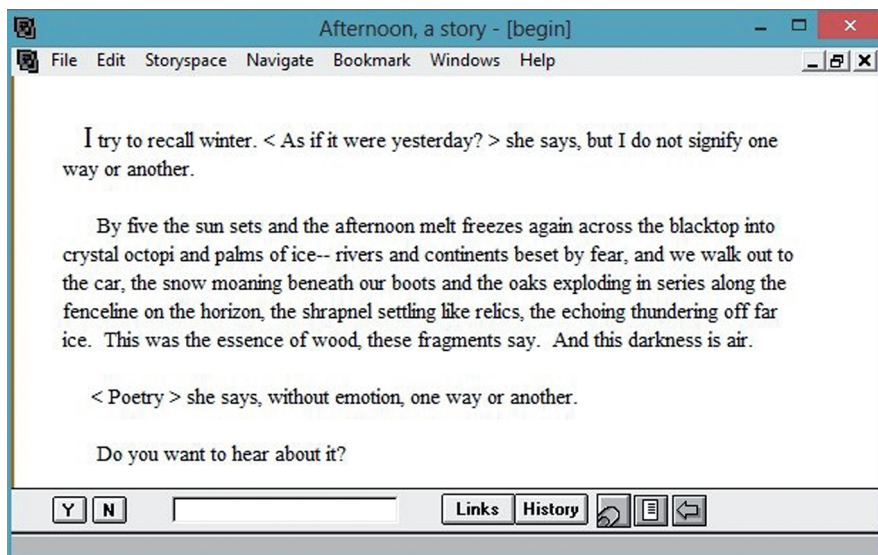 Afternoon, a story - [begin]
File Edit Storyspace Navigate Bookmark Windows Help
I try to recall winter. < As if it were yesterday? > she says, but I do not signify one
way or another.
By five the sun sets and the afternoon melt freezes again across the blacktop into
crystal octopi and palms of ice-- rivers and continents beset by fear, and we walk out to
the car, the snow moaning beneath our boots and the oaks exploding in series along the
fenceline on the horizon, the shrapnel settling like relics, the echoing thundering off far
ice. This was the essence of wood, these fragments say. And this darkness is air.
< Poetry > she says, without emotion, one way or another.
Do you want to hear about it?
Y N Links History